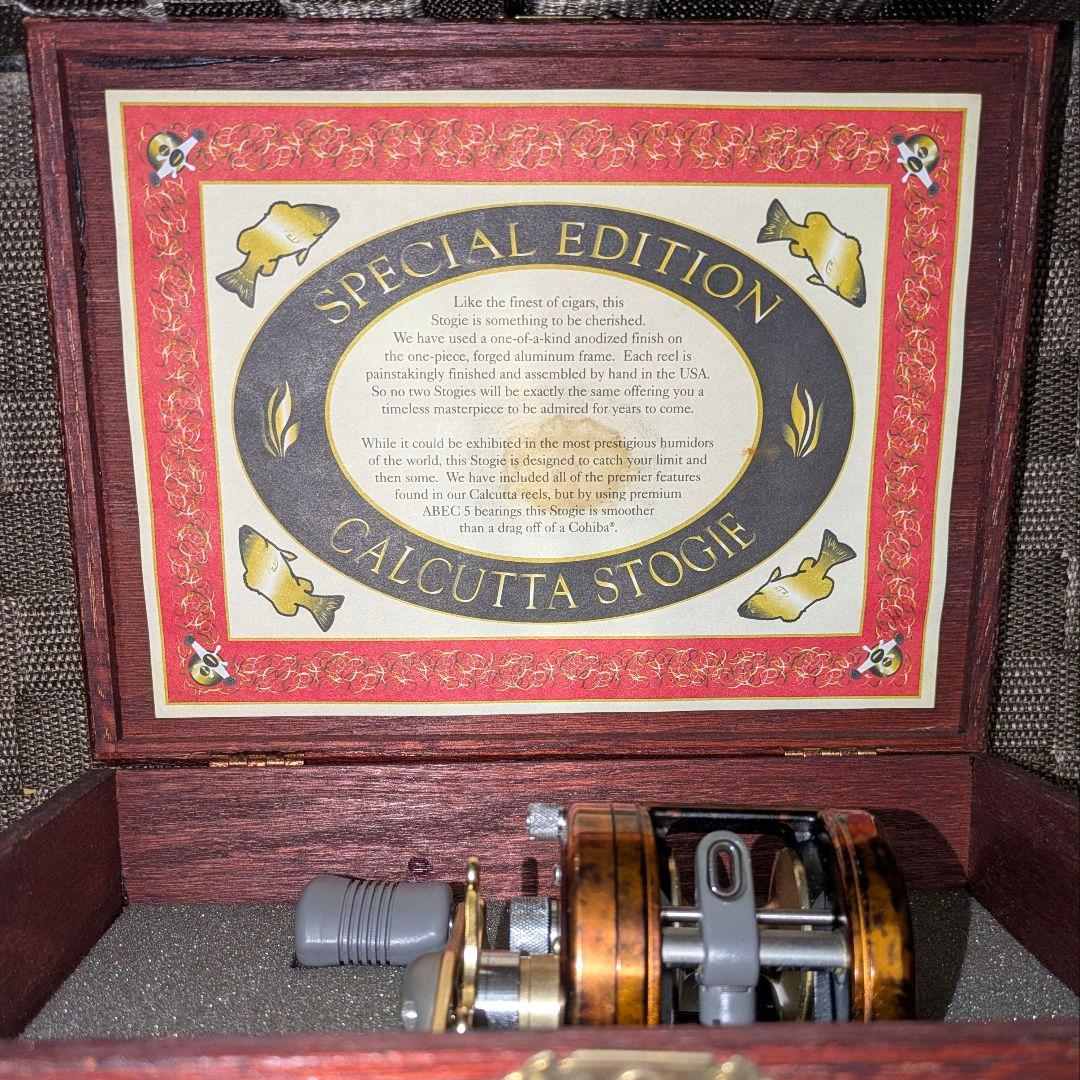 SPECIAL EDITION
Like the finest of cigars, this
Stogie is something to be cherished.
We have used a one-of-a-kind anodized finish on
the one-piece, forged aluminum frame. Each reel is
painstakingly finished and assembled by hand in the USA.
So no two Stogies will be exactly the same offering you a
timeless masterpiece to be admired for years to come.
While it could be exhibited in the most prestigious humidors
of the world, this Stogie is designed to catch your limit and
then some. We have included all of the premier features
found in our Calcutta reels, but by using premium
ABEC 5 bearings this Stogie is smoother
than a drag off of a Cohiba®.
CALCUTTA STOGIE